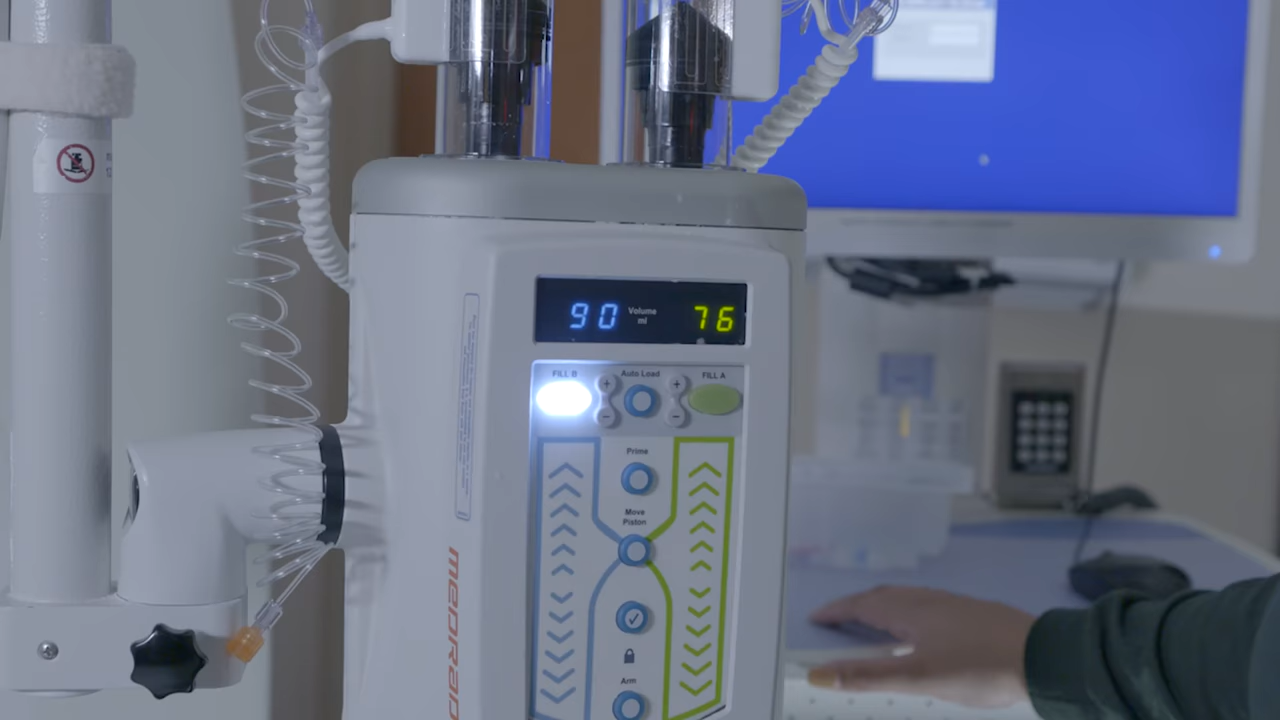 90 Volume ml 76
FILL B Auto Load FILL A
+ +
- -
Prime
Move
Piston
Arm
MEDRAD